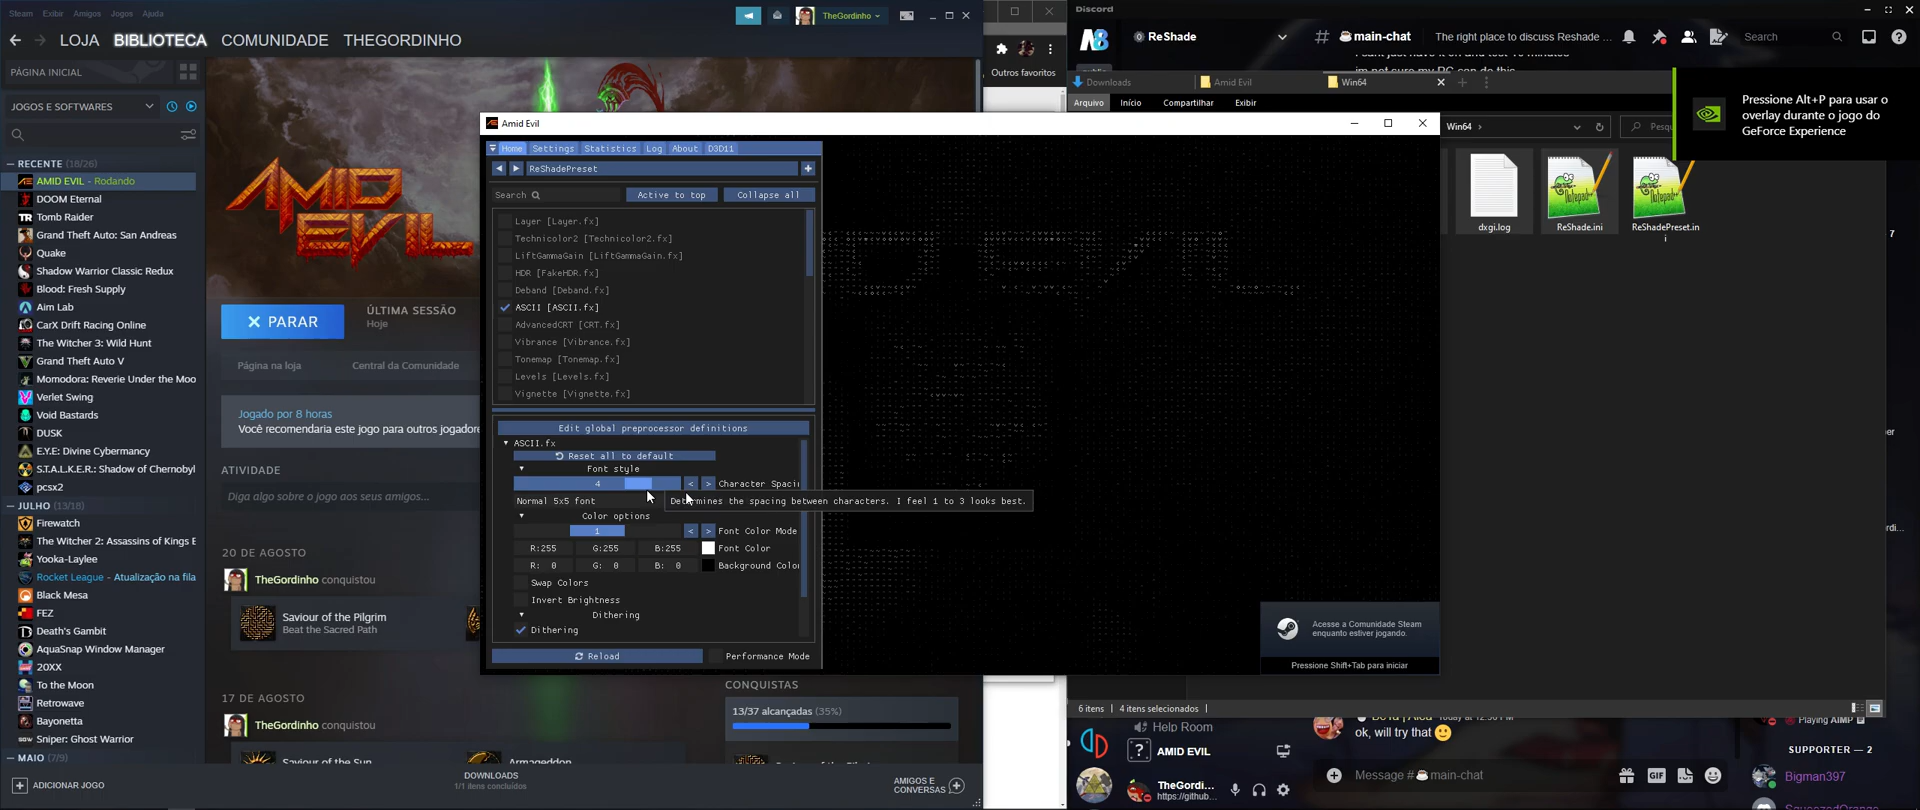 Steam Exibir Amigos Jogos Ajuda
TheGordinho
LOJA BIBLIOTECA COMUNIDADE THEGORDINHO
PÁGINA INICIAL
JOGOS E SOFTWARES
RECENTE (18/26)
AMID EVIL - Rodando
DOOM Eternal
Tomb Raider
Grand Theft Auto: San Andreas
Quake
Shadow Warrior Classic Redux
Blood: Fresh Supply
Aim Lab
CarX Drift Racing Online
The Witcher 3: Wild Hunt
Grand Theft Auto V
Momodora: Reverie Under the Moo
Verlet Swing
Void Bastards
DUSK
E.Y.E: Divine Cybermancy
S.T.A.L.K.E.R.: Shadow of Chernobyl
pcsx2
JULHO (13/18)
Firewatch
The Witcher 2: Assassins of Kings E
Yooka-Laylee
Rocket League - Atualização na fila
Black Mesa
FEZ
Death's Gambit
AquaSnap Window Manager
20XX
To the Moon
Retrowave
Bayonetta
Sniper: Ghost Warrior
MAIO (7/9)
ADICIONAR JOGO
AMID EVIL
PARAR
ÚLTIMA SESSÃO
Hoje
Página na loja
Central da Comunidade
Jogado por 8 horas
Você recomendaria este jogo para outros jogadore
ATIVIDADE
Diga algo sobre o jogo aos seus amigos...
20 DE AGOSTO
TheGordinho conquistou
Saviour of the Pilgrim
Beat the Sacred Path
17 DE AGOSTO
TheGordinho conquistou
Saviour of the Sun
Armageddon
CONQUISTAS
13/37 alcançadas (35%)
DOWNLOADS
1/1 itens concluídos
AMIGOS E
CONVERSAS
Outros favoritos
Amid Evil
Home Settings Statistics Log About D3D11
ReShadePreset
Search
Active to top
Collapse all
Layer [Layer.fx]
Technicolor2 [Technicolor2.fx]
LiftGammaGain [LiftGammaGain.fx]
HDR [FakeHDR.fx]
Deband [Deband.fx]
ASCII [ASCII.fx]
AdvancedCRT [CRT.fx]
Vibrance [Vibrance.fx]
Tonemap [Tonemap.fx]
Levels [Levels.fx]
Vignette [Vignette.fx]
Edit global preprocessor definitions
ASCII.fx
Reset all to default
Font style
4 < > Character Spacin
Normal 5x5 font
Determines the spacing between characters. I feel 1 to 3 looks best.
Color options
1 < > Font Color Mode
R:255 G:255 B:255 Font Color
R: 0 G: 0 B: 0 Background Colo
Swap Colors
Invert Brightness
Dithering
Dithering
Reload
Performance Mode
Acesse a Comunidade Steam
enquanto estiver jogando.
Pressione Shift+Tab para iniciar
Discord
ReShade
main-chat
The right place to discuss Reshade ...
Search
Downloads
Amid Evil
Win64
Arquivo Início Compartilhar Exibir
Win64 >
Pesqu
Pressione Alt+P para usar o
overlay durante o jogo do
GeForce Experience
dxgi.log
ReShade.ini
ReShadePreset.in
i
6 itens
4 itens selecionados
Help Room
AMID EVIL
TheGordi...
https://github...
ok, will try that
Message #main-chat
GIF
Playing AIMP
SUPPORTER — 2
Bigman397